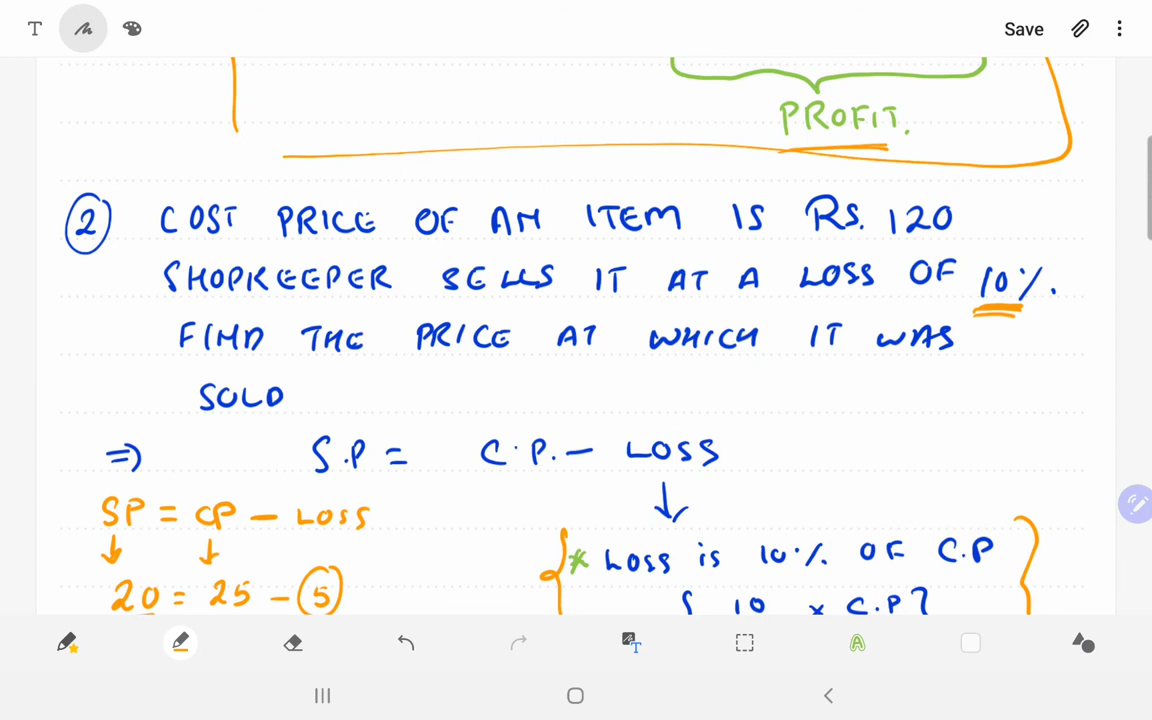 T
Save
PROFIT.
2 COST PRICE OF AN ITEM IS RS. 120
SHOPKEEPER SELLS IT AT A LOSS OF 10%.
FIND THE PRICE AT WHICH IT WAS
SOLD
⇒ S.P = C.P. - LOSS
SP = CP - LOSS
* LOSS is 10% OF C.P
20 = 25 - 5
{ 10 x C.P }
T
A